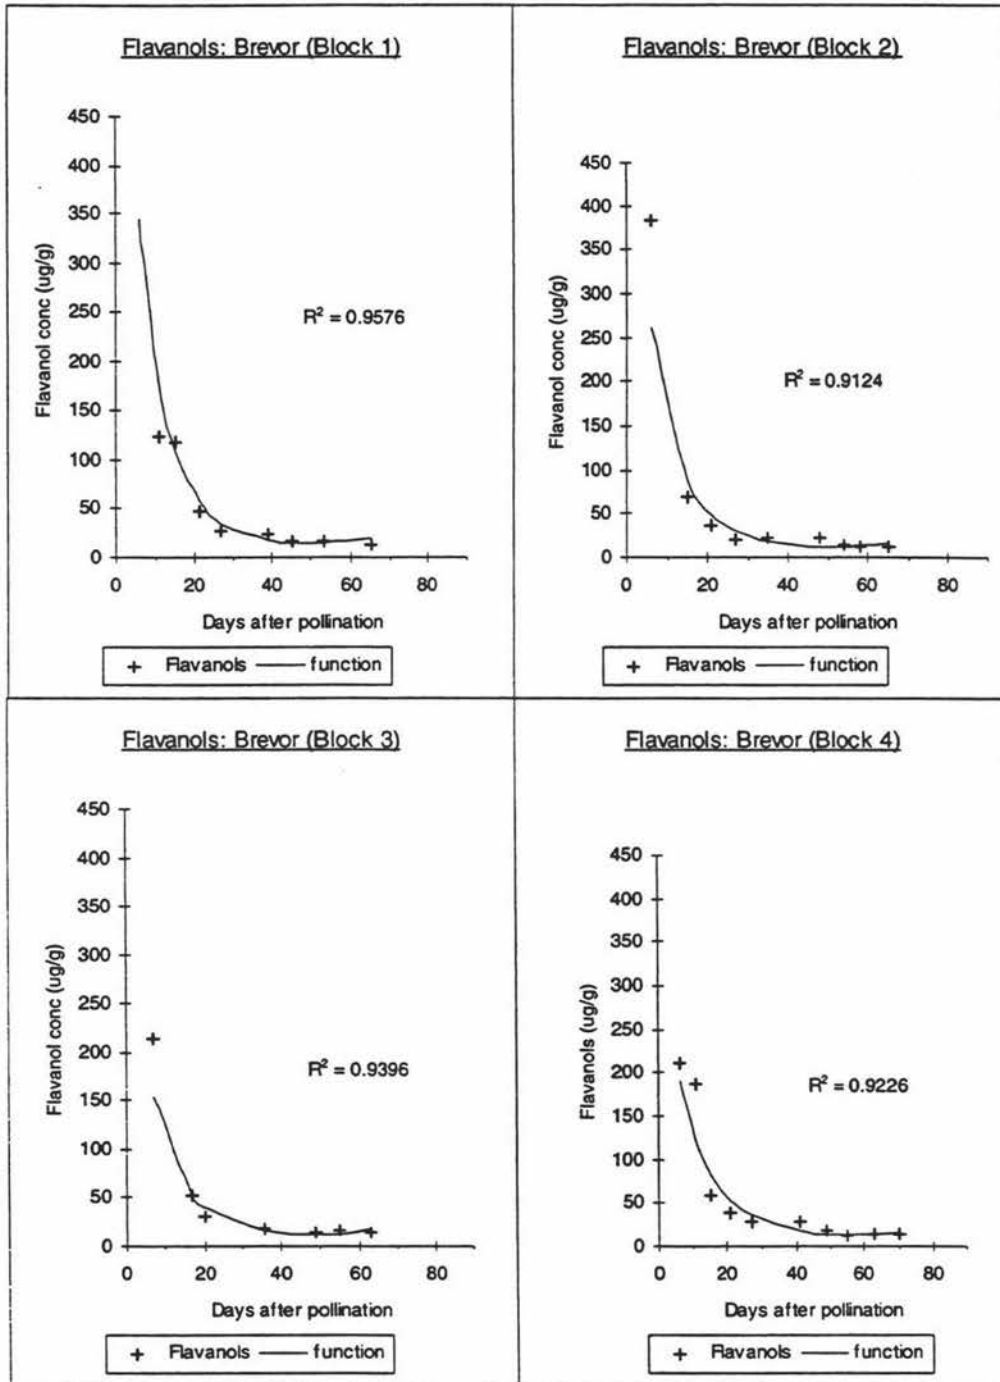 Flavanols: Brevor (Block 1)
450
400
350
300
250
200
150
100
50
0
Flavanol conc (ug/g)
R² = 0.9576
0 20 40 60 80
Days after pollination
+ Flavanols — function
Flavanols: Brevor (Block 2)
450
400
350
300
250
200
150
100
50
0
Flavanol conc (ug/g)
R² = 0.9124
0 20 40 60 80
Days after pollination
+ Flavanols — function
Flavanols: Brevor (Block 3)
450
400
350
300
250
200
150
100
50
0
Flavanol conc (ug/g)
R² = 0.9396
0 20 40 60 80
Days after pollination
+ Flavanols — function
Flavanols: Brevor (Block 4)
450
400
350
300
250
200
150
100
50
0
Flavanols (ug/g)
R² = 0.9226
0 20 40 60 80
Days after pollination
+ Flavanols — function